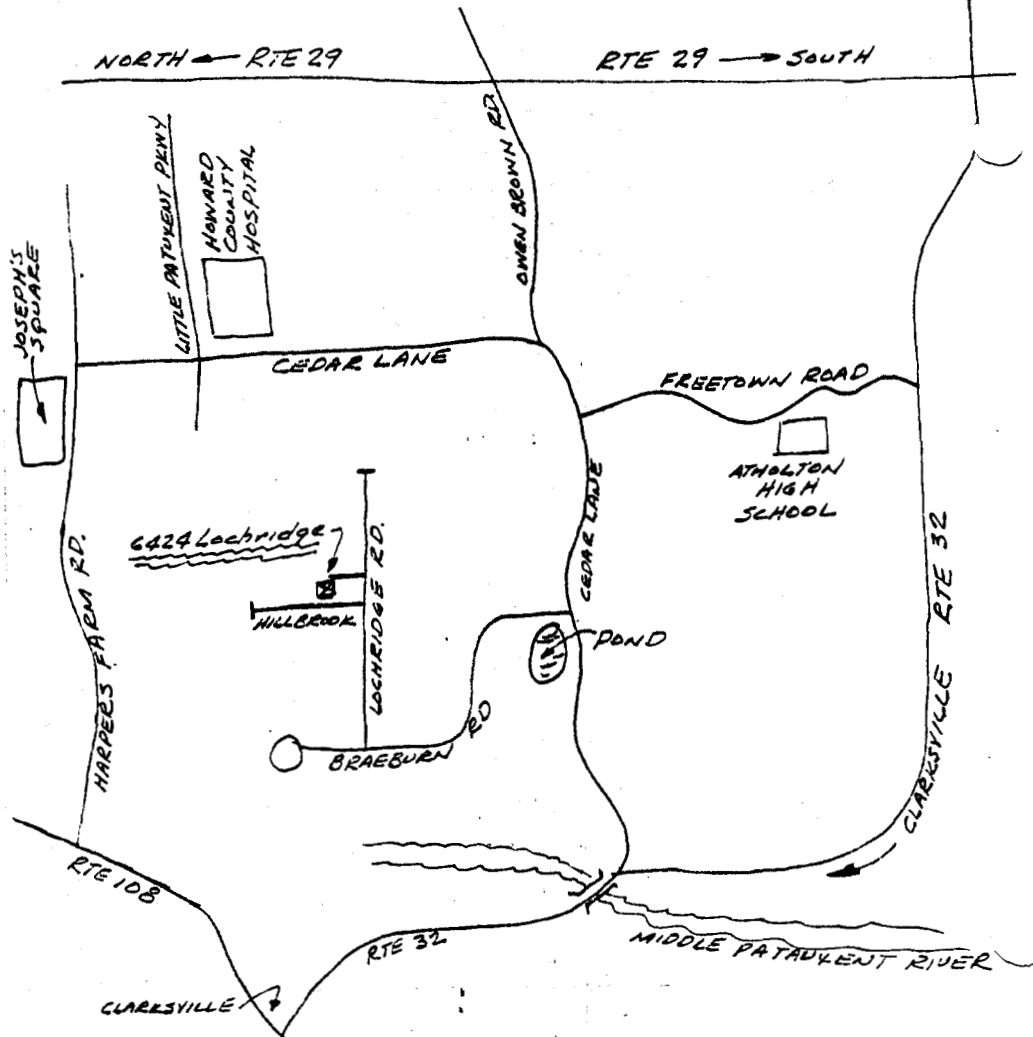 NORTH ← RTE 29
RTE 29 → SOUTH
OWEN BROWN RD.
LITTLE PATUXENT PKWY
HOWARD
COUNTY
HOSPITAL
JOSEPH'S
SQUARE
CEDAR LANE
FREETOWN ROAD
ATHOLTON
HIGH
SCHOOL
CEDAR LANE
6424 Lochridge
LOCHRIDGE RD.
HILLBROOK
POND
HARPERS FARM RD.
BRAEBURN RD
CLARKSVILLE RTE 32
RTE 108
RTE 32
MIDDLE PATAUXENT RIVER
CLARKSVILLE